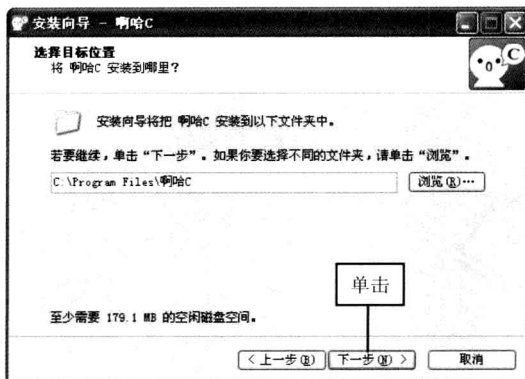 安装向导 - 啊哈C
选择目标位置
将 啊哈C 安装到哪里？
C
安装向导将把 啊哈C 安装到以下文件夹中。
若要继续，单击“下一步”。如果你要选择不同的文件夹，请单击“浏览”。
C:\Program Files\啊哈C
浏览(R)…
单击
至少需要 179.1 MB 的空闲磁盘空间。
<上一步(B) 下一步(N)> 取消